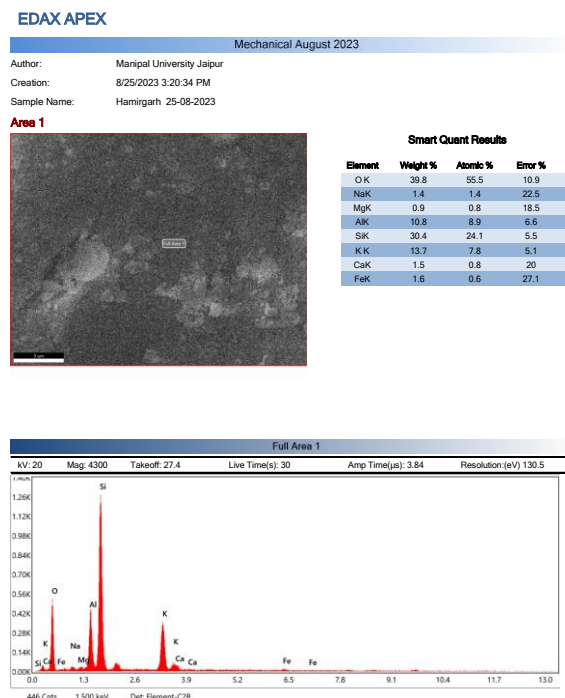 EDAX APEX
Mechanical August 2023
Author: Manipal University Jaipur
Creation: 8/25/2023 3:20:34 PM
Sample Name: Hamirgarh 25-08-2023
Area 1
Smart Quant Results
Element Weight % Atomic % Error %
O K 39.8 55.5 10.9
NaK 1.4 1.4 22.5
MgK 0.9 0.8 18.5
AlK 10.8 8.9 6.6
SiK 30.4 24.1 5.5
K K 13.7 7.8 5.1
CaK 1.5 0.8 20
FeK 1.6 0.6 27.1
Full Area 1
5 µm
Full Area 1
kV: 20 Mag: 4300 Takeoff: 27.4 Live Time(s): 30 Amp Time(µs): 3.84 Resolution:(eV) 130.5
1.40K
Si
1.26K
1.12K
0.98K
0.84K
0.70K
O
0.56K
Al
K
0.42K
0.28K
K Na K
0.14K
Si Ca Fe Mg Ca Ca Fe Fe
0.00K
0.0 1.3 2.6 3.9 5.2 6.5 7.8 9.1 10.4 11.7 13.0
446 Cnts 1.500 keV Det: Element-C2B